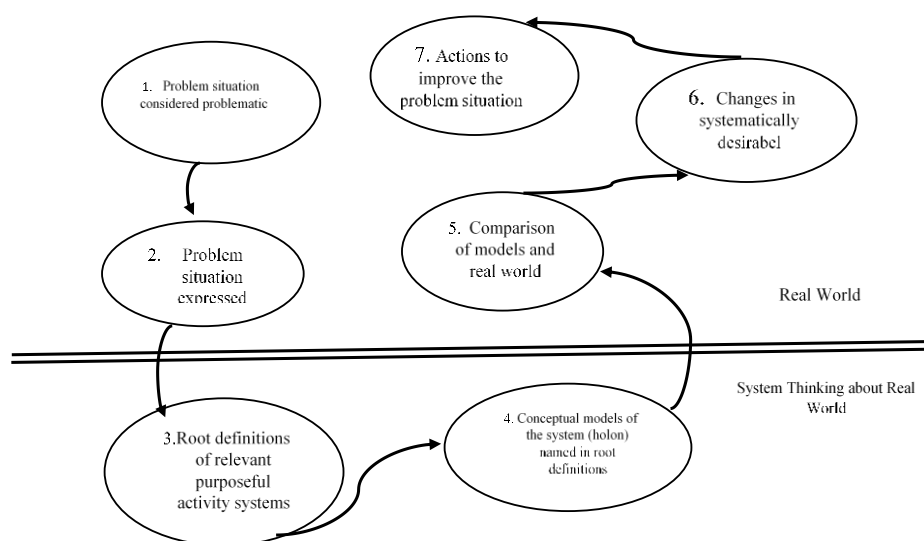 1. Problem situation
considered problematic
2. Problem
situation
expressed
3.Root definitions
of relevant
purposeful
activity systems
4. Conceptual models of
the system (holon)
named in root
definitions
5. Comparison
of models and
real world
6. Changes in
systematically
desirabel
7. Actions to
improve the
problem situation
Real World
System Thinking about Real
World